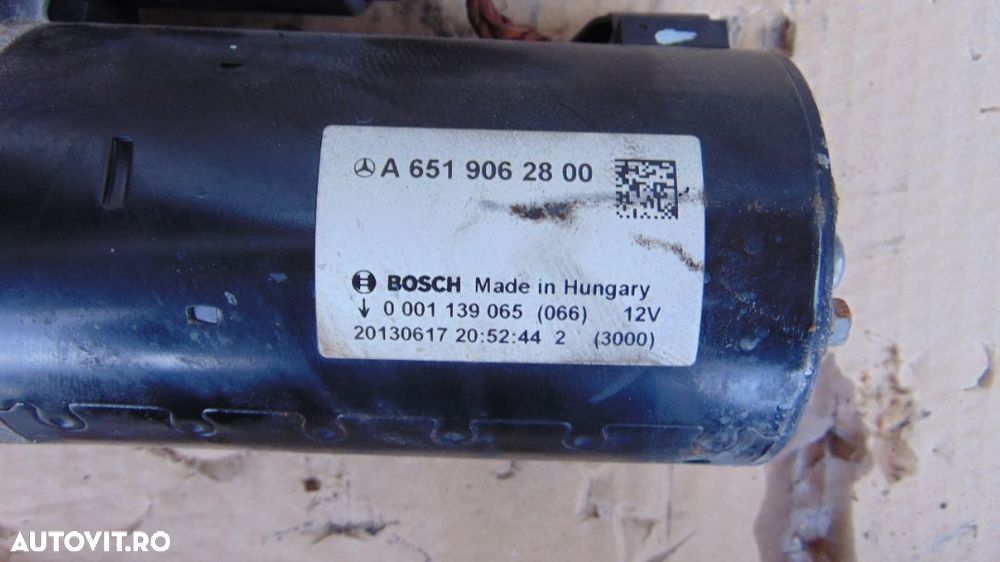 A 651 906 28 00
BOSCH Made in Hungary
0 001 139 065 (066) 12V
20130617 20:52:44 2 (3000)
AUTOVIT.RO